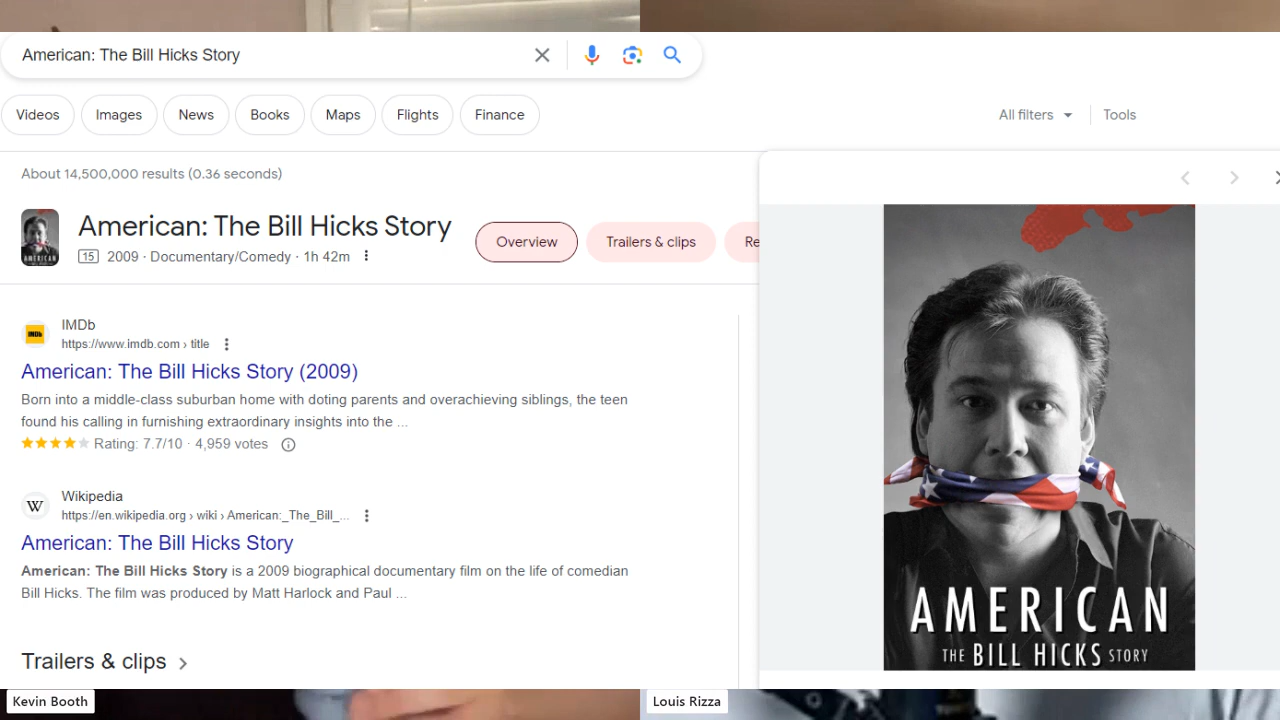 American: The Bill Hicks Story
Videos
Images
News
Books
Maps
Flights
Finance
All filters
Tools
About 14,500,000 results (0.36 seconds)
American: The Bill Hicks Story
15 2009 · Documentary/Comedy · 1h 42m
Overview
Trailers & clips
Re
IMDb
IMDb
https://www.imdb.com › title
American: The Bill Hicks Story (2009)
Born into a middle-class suburban home with doting parents and overachieving siblings, the teen
found his calling in furnishing extraordinary insights into the ...
Rating: 7.7/10 · 4,959 votes
W
Wikipedia
https://en.wikipedia.org › wiki › American:_The_Bill_...
American: The Bill Hicks Story
American: The Bill Hicks Story is a 2009 biographical documentary film on the life of comedian
Bill Hicks. The film was produced by Matt Harlock and Paul ...
Trailers & clips
AMERICAN
THE BILL HICKS STORY
Kevin Booth
Louis Rizza